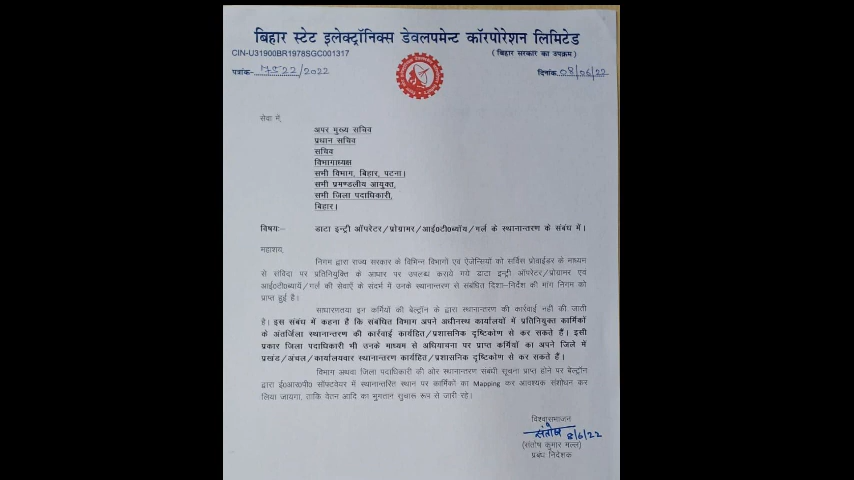 बिहार स्टेट इलेक्ट्रॉनिक्स डेवलपमेन्ट कॉरपोरेशन लिमिटेड
CIN-U31900BR1978SGC001317
( बिहार सरकार का उपक्रम )
पत्रांक-
7522/2022
दिनांक 08/06/22
सेवा में,
अपर मुख्य सचिव
प्रधान सचिव
सचिव
विभागाध्यक्ष
सभी विभाग, बिहार, पटना।
सभी प्रमण्डलीय आयुक्त,
सभी जिला पदाधिकारी,
बिहार।
विषयः- डाटा इन्ट्री ऑपरेटर/प्रोग्रामर/आई0टी0ब्वॉय/गर्ल के स्थानान्तरण के संबंध में।
महाशय,
निगम द्वारा राज्य सरकार के विभिन्न विभागों एवं ऐजेन्सियों को सर्विस प्रोवाईडर के माध्यम
से संविदा पर प्रतिनियुक्ति के आधार पर उपलब्ध कराये गये डाटा इन्ट्री ऑपरेटर/प्रोग्रामर एवं
आई0टी0ब्वायॅ/गर्ल की सेवाएँ के संदर्भ में उनके स्थानान्तरण से संबंधित दिशा-निर्देश की मांग निगम को
प्राप्त हुई है।
साधारणतया इन कर्मियों की बेल्ट्रॉन के द्वारा स्थानान्तरण की कार्रवाई नहीं की जाती
है। इस संबंध में कहना है कि संबंधित विभाग अपने अधीनस्थ कार्यालयों में प्रतिनियुक्त कार्मिकों
के अंतर्जिला स्थानान्तरण की कार्रवाई कार्यहित/प्रशासनिक दृष्टिकोण से कर सकते हैं। इसी
प्रकार जिला पदाधिकारी भी उनके माध्यम से अधियाचना पर प्राप्त कर्मियों का अपने जिले में
प्रखंड/अंचल/कार्यालयवार स्थानान्तरण कार्यहित/प्रशासनिक दृष्टिकोण से कर सकते हैं।
विभाग अथवा जिला पदाधिकारी की ओर स्थानान्तरण संबंधी सूचना प्राप्त होने पर बेल्ट्रॉन
द्वारा ई0आर0पी0 सॉफ्टवेयर में स्थानान्तरित स्थान पर कार्मिकों का Mapping कर आवश्यक संशोधन कर
लिया जायगा, ताकि वेतन आदि का भुगतान सुचारू रूप से जारी रहे।
विश्वासभाजन
संतोष 8/6/22
(संतोष कुमार मल्ल)
प्रबंध निदेशक